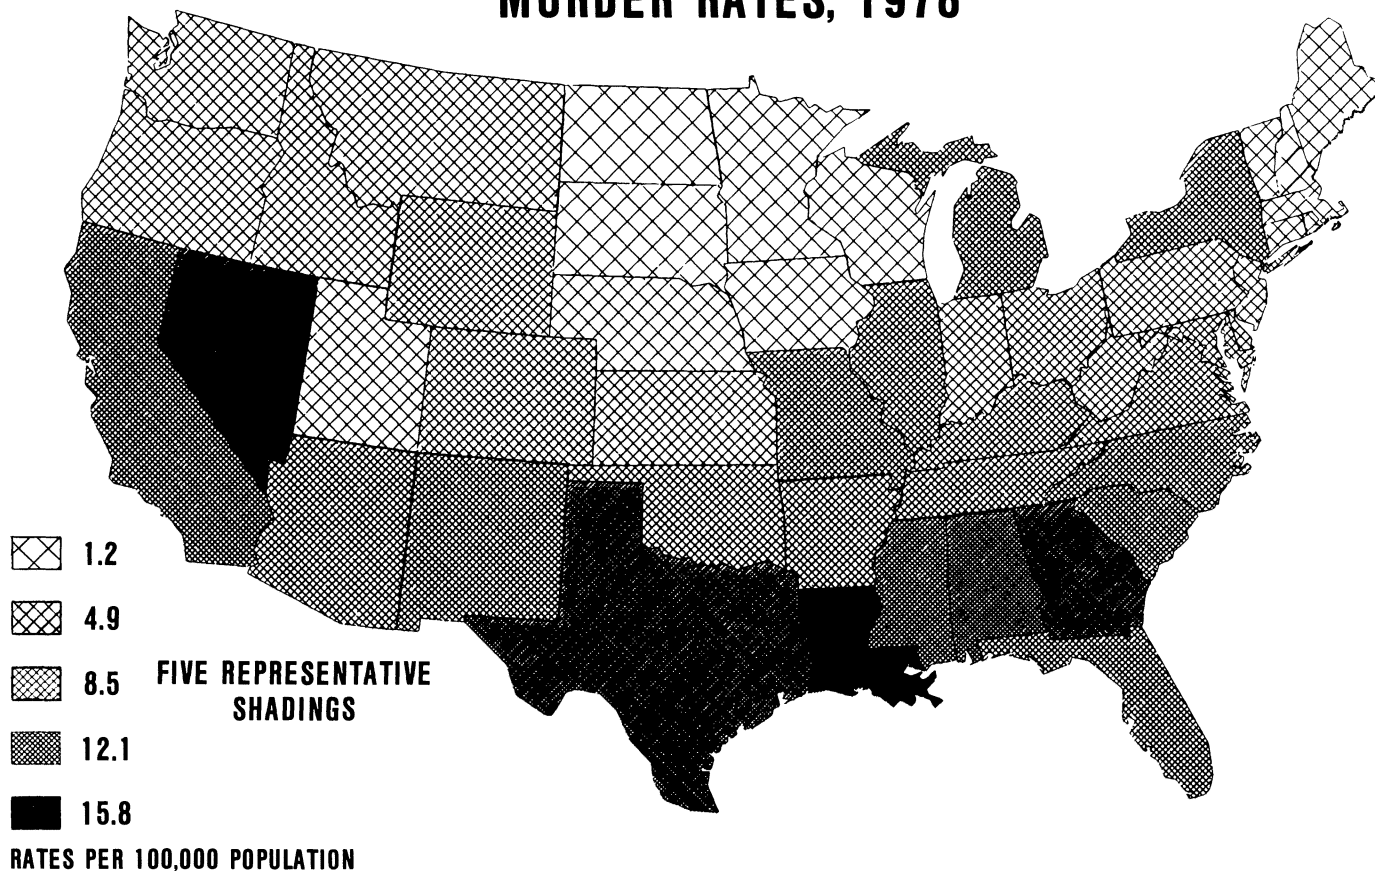 MURDER RATES, 1978
1.2
4.9
8.5
12.1
15.8
FIVE REPRESENTATIVE
SHADINGS
RATES PER 100,000 POPULATION